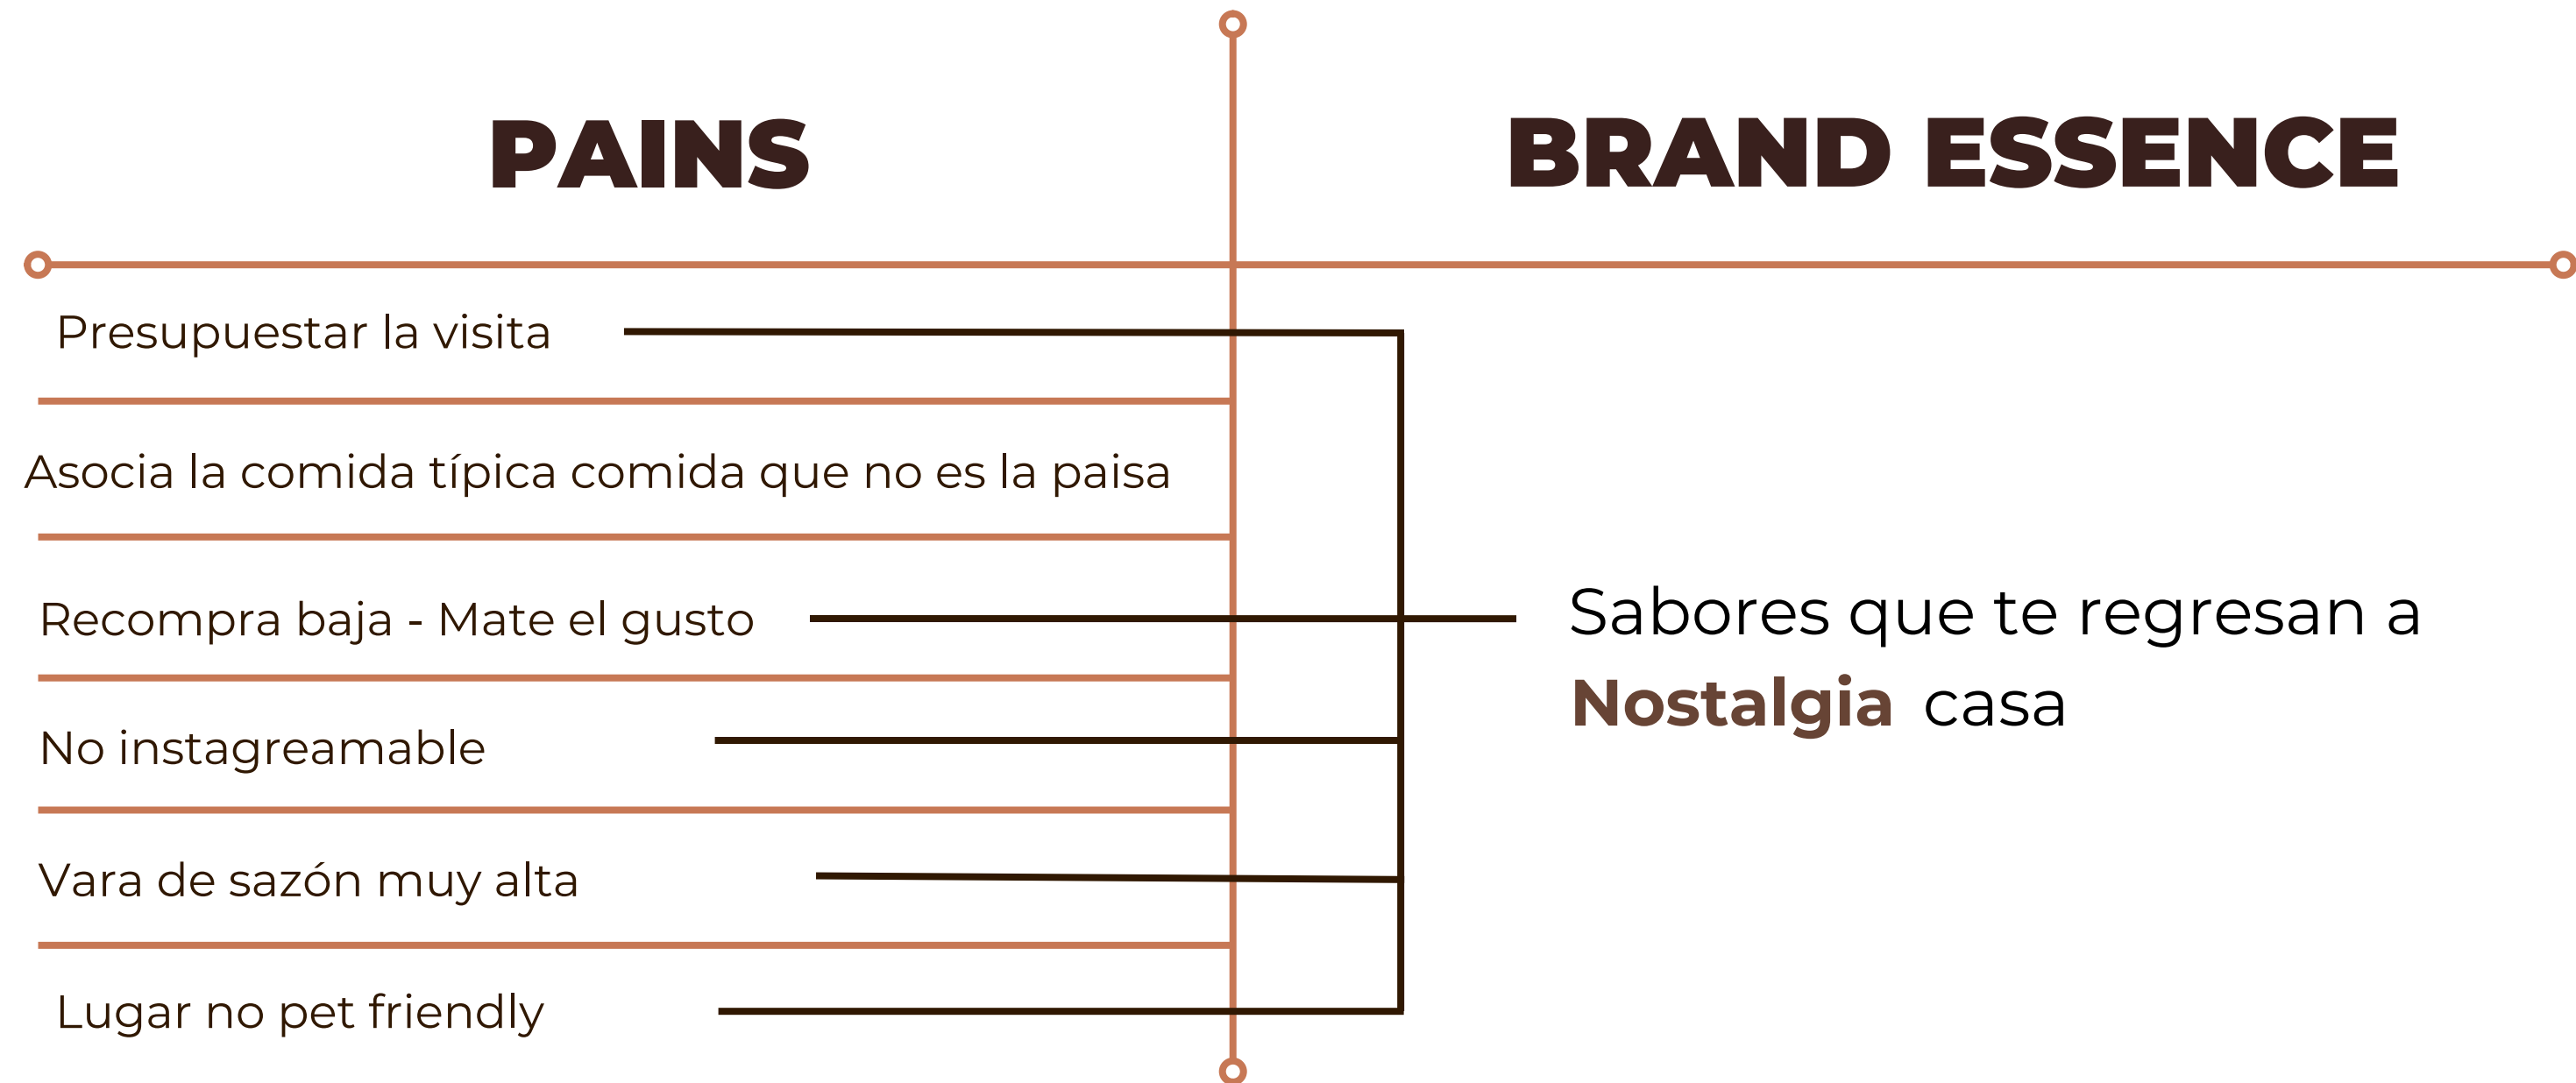 PAINS
BRAND ESSENCE
Presupuestar la visita
Asocia la comida típica comida que no es la paisa
Recompra baja - Mate el gusto
No instagreamable
Vara de sazón muy alta
Lugar no pet friendly
Sabores que te regresan a
Nostalgia casa